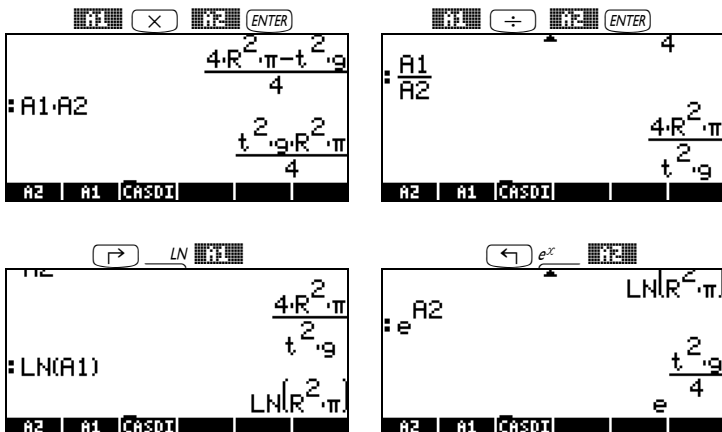 A1 × A2 ENTER
4·R²·π-t²·g
4
:A1·A2
t²·g·R²·π
4
A2 A1 CASDI
A1 ÷ A2 ENTER
4
:A1
A2
4·R²·π
t²·g
A2 A1 CASDI
LN A1
A2
4·R²·π
t²·g
:LN(A1)
LN(R²·π)
A2 A1 CASDI
eˣ A2
LN(R²·π)
:e^A2
e^(t²·g
4)
A2 A1 CASDI